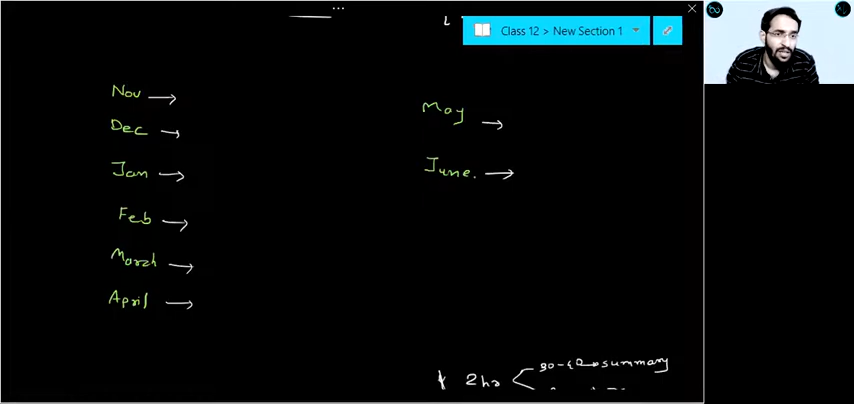 Class 12 > New Section 1
Nov →
Dec →
Jan →
Feb →
March →
April →
May →
June. →
2hr
summary